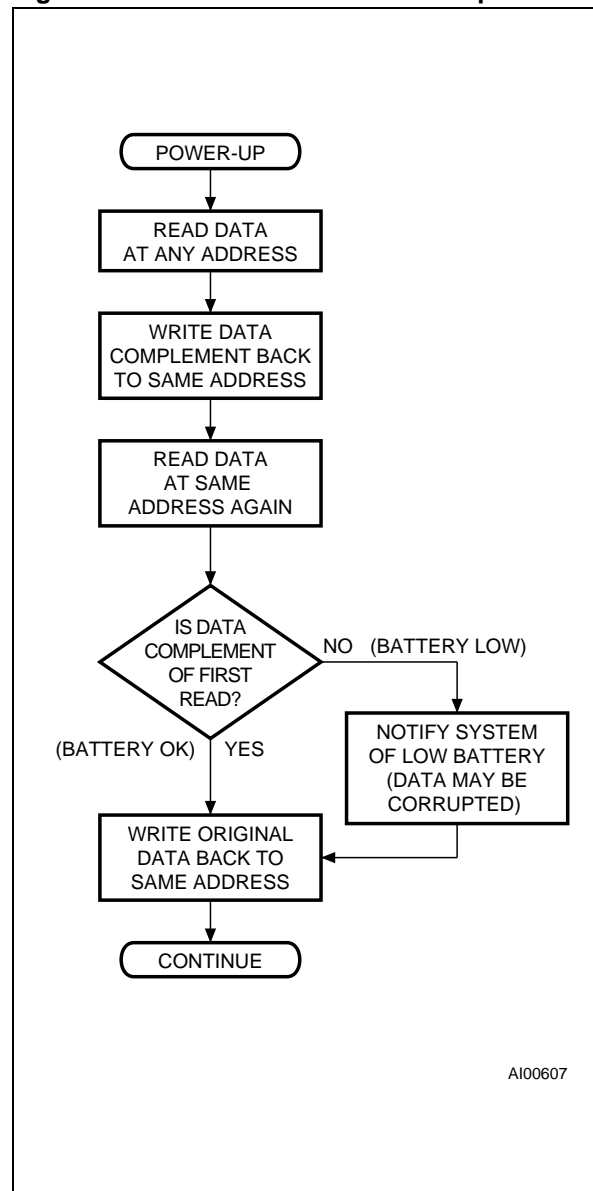 POWER-UP
READ DATA
AT ANY ADDRESS
WRITE DATA
COMPLEMENT BACK
TO SAME ADDRESS
READ DATA
AT SAME
ADDRESS AGAIN
IS DATA
COMPLEMENT
OF FIRST
READ?
NO (BATTERY LOW)
NOTIFY SYSTEM
OF LOW BATTERY
(DATA MAY BE
CORRUPTED)
(BATTERY OK) YES
WRITE ORIGINAL
DATA BACK TO
SAME ADDRESS
CONTINUE
AI00607